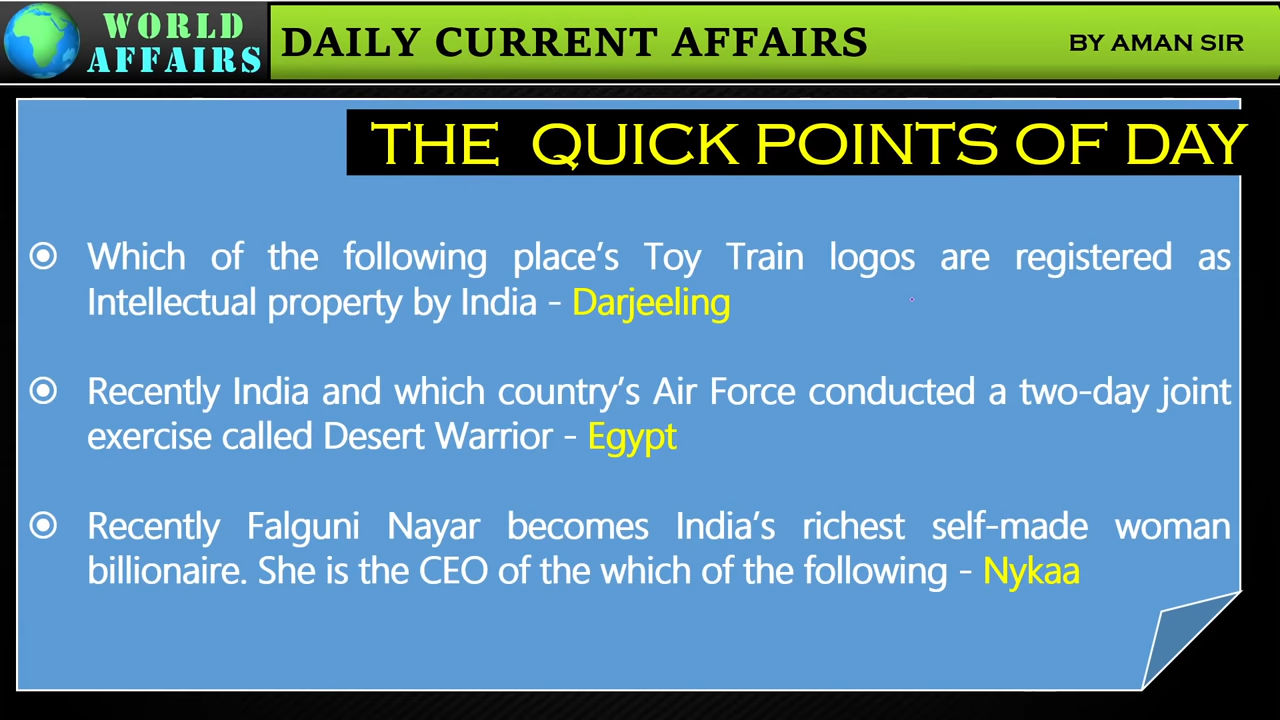 WORLD
AFFAIRS
DAILY CURRENT AFFAIRS
BY AMAN SIR
THE QUICK POINTS OF DAY
Which of the following place’s Toy Train logos are registered as
Intellectual property by India - Darjeeling
Recently India and which country’s Air Force conducted a two-day joint
exercise called Desert Warrior - Egypt
Recently Falguni Nayar becomes India’s richest self-made woman
billionaire. She is the CEO of the which of the following - Nykaa